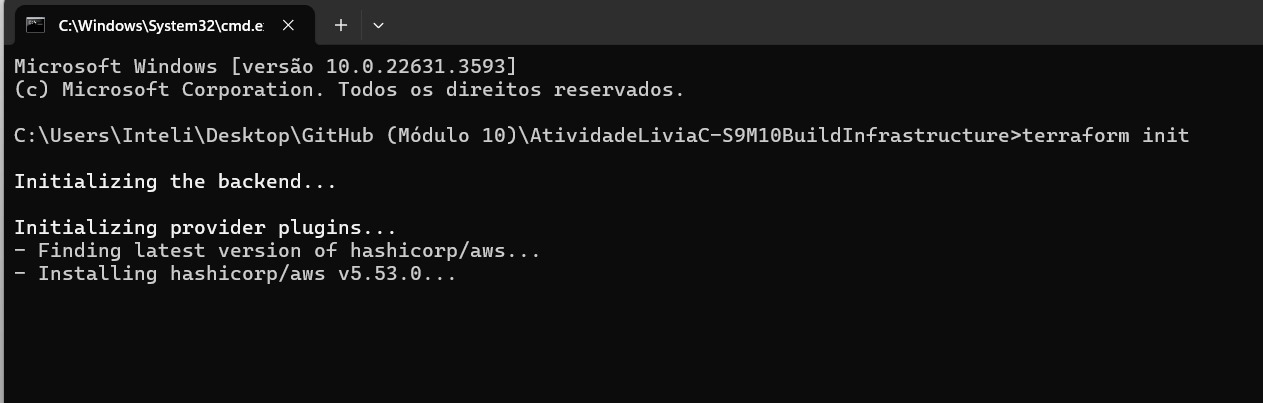 C:\Windows\System32\cmd.e
Microsoft Windows [versão 10.0.22631.3593]
(c) Microsoft Corporation. Todos os direitos reservados.
C:\Users\Inteli\Desktop\GitHub (Módulo 10)\AtividadeLiviaC-S9M10BuildInfrastructure>terraform init
Initializing the backend...
Initializing provider plugins...
- Finding latest version of hashicorp/aws...
- Installing hashicorp/aws v5.53.0...